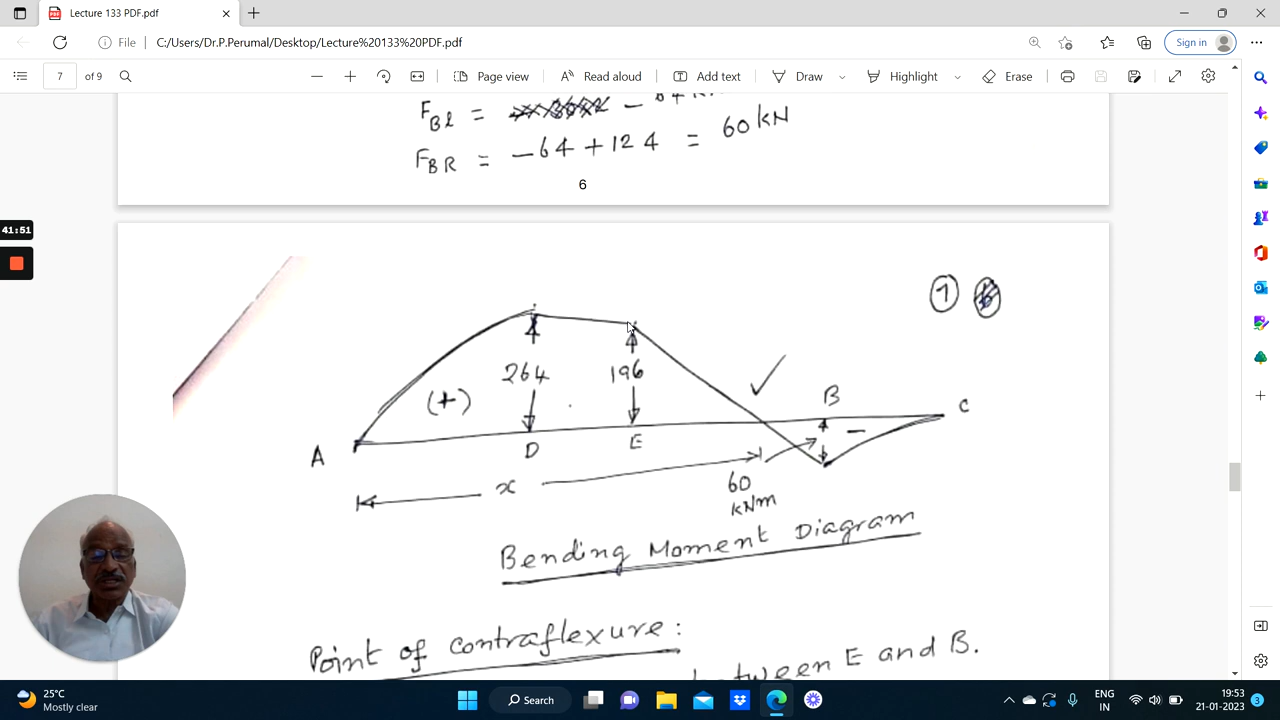 Lecture 133 PDF.pdf
File
C:/Users/Dr.P.Perumal/Desktop/Lecture%20133%20PDF.pdf
Sign in
7 of 9
Page view
Read aloud
Add text
Draw
Highlight
Erase
F_Bl = - 64
F_BR = -64 + 124 = 60 kN
6
7
41:51
264
196
(+)
B
C
A
D
E
-
x
60
kNm
Bending Moment Diagram
Point of contraflexure:
between E and B.
25°C
Mostly clear
Search
ENG
IN
19:53
21-01-2023
3